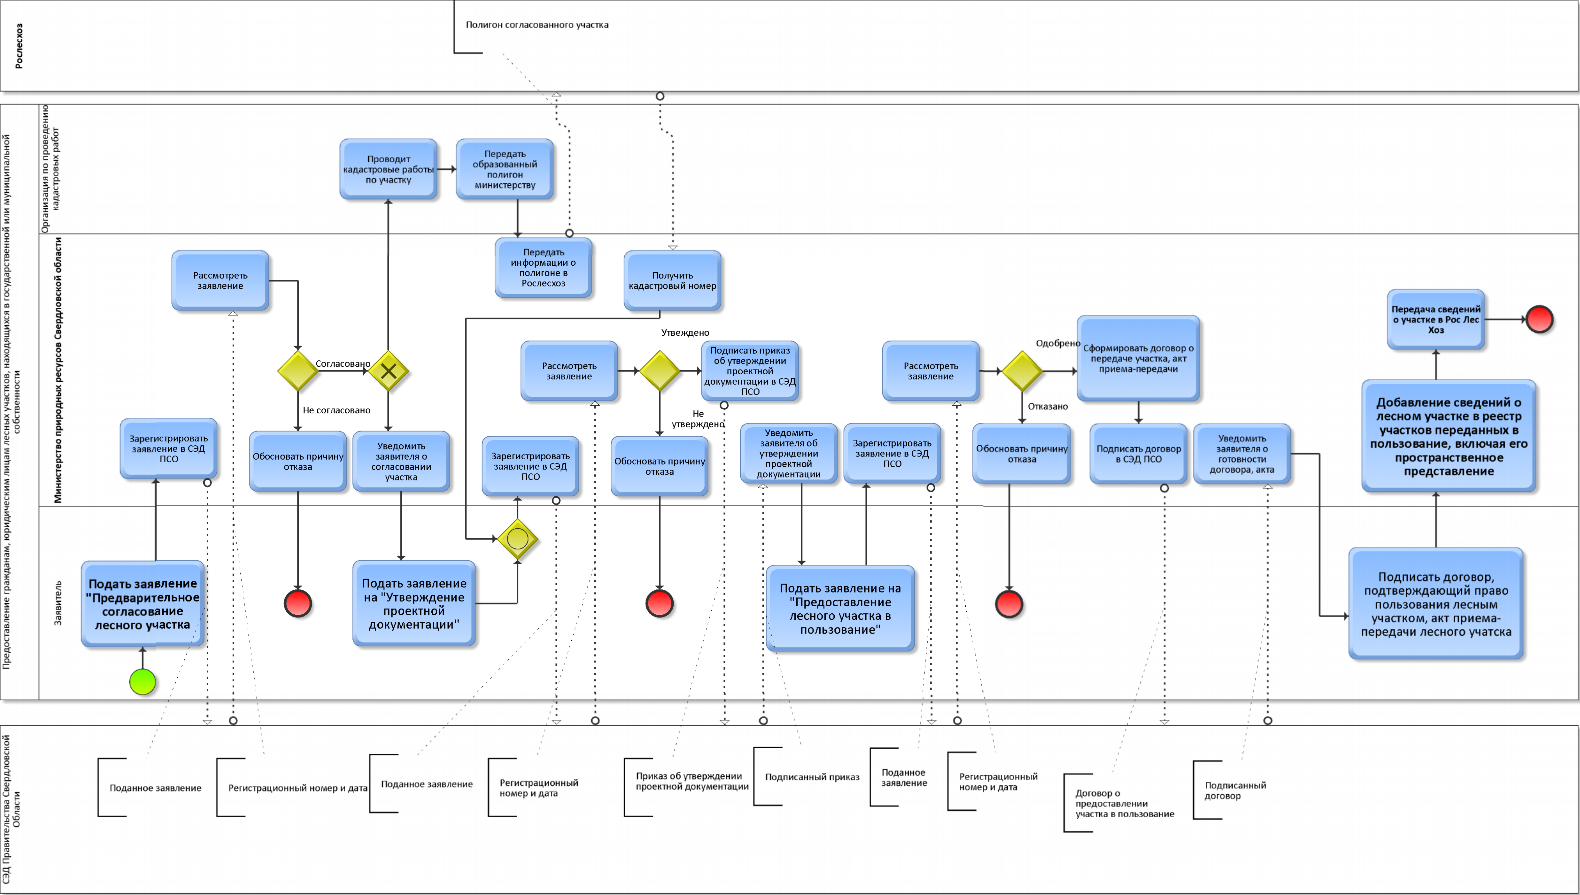 Рослесхоз
Полигон согласованного участка
Предоставление гражданам, юридическим лицам лесных участков, находящихся в государственной или муниципальной
собственности
Организация по проведению
кадастровых работ
Проводит
кадастровые работы
по участку
Передать
образованный
полигон
министерству
Министерство природных ресурсов Свердловской области
Рассмотреть
заявление
Передать
информации о
полигоне в
Рослесхоз
Получить
кадастровый номер
Согласовано
Не согласовано
Зарегистрировать
заявление в СЭД
ПСО
Обосновать причину
отказа
Уведомить
заявителя о
согласовании
участка
Зарегистрировать
заявление в СЭД
ПСО
Рассмотреть
заявление
Утвеждено
Не
утверждено
Подписать приказ
об утверждении
проектной
документации в СЭД
ПСО
Обосновать причину
отказа
Уведомить
заявителя об
утверждении
проектной
документации
Зарегистрировать
заявление в СЭД
ПСО
Рассмотреть
заявление
Одобрено
Отказано
Сформировать договор о
передаче участка, акт
приема-передачи
Обосновать причину
отказа
Подписать договор
в СЭД ПСО
Уведомить
заявителя о
готовности
договора, акта
Передача сведений
о участке в Рос Лес
Хоз
Добавление сведений о
лесном участке в реестр
участков переданных в
пользование, включая его
пространственное
представление
Заявитель
Подать заявление
"Предварительное
согласование
лесного участка
Подать заявление
на "Утверждение
проектной
документации"
Подать заявление на
"Предоставление
лесного участка в
пользование"
Подписать договор,
подтверждающий право
пользования лесным
участком, акт приема-
передачи лесного учатска
СЭД Правительства Свердловской
Области
Поданное заявление
Регистрационный номер и дата
Поданное заявление
Регистрационный
номер и дата
Приказ об утверждении
проектной документации
Подписанный приказ
Поданное
заявление
Регистрационный
номер и дата
Договор о
предоставлении
участка в пользование
Подписанный
договор